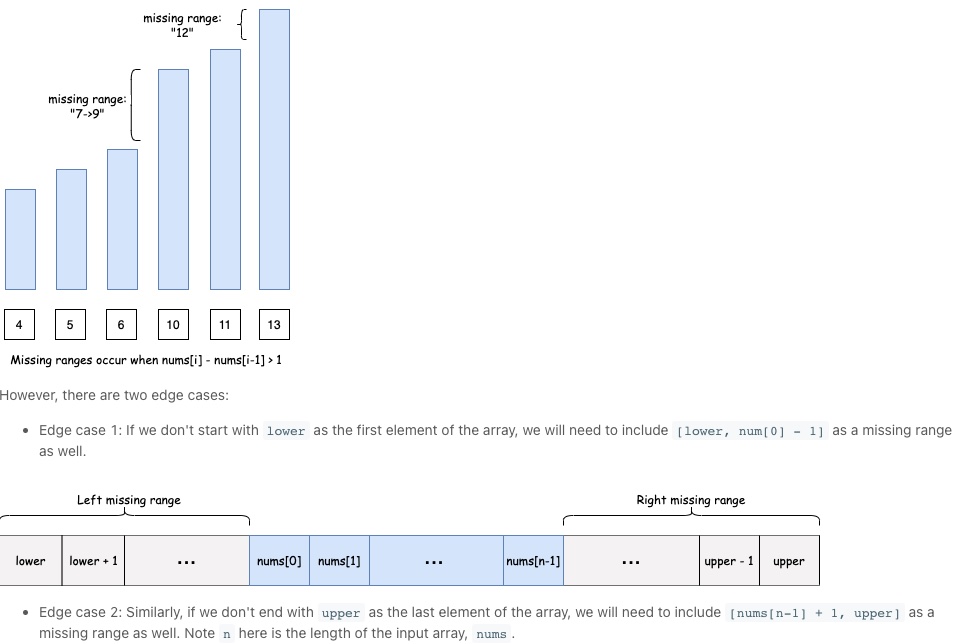 missing range:
"12"
missing range:
"7->9"
4 5 6 10 11 13
Missing ranges occur when nums[i] - nums[i-1] > 1
However, there are two edge cases:
• Edge case 1: If we don't start with lower as the first element of the array, we will need to include [lower, num[0] - 1] as a missing range
as well.
Left missing range Right missing range
lower lower + 1 ... nums[0] nums[1] ... nums[n-1] ... upper - 1 upper
• Edge case 2: Similarly, if we don't end with upper as the last element of the array, we will need to include [nums[n-1] + 1, upper] as a
missing range as well. Note n here is the length of the input array, nums .